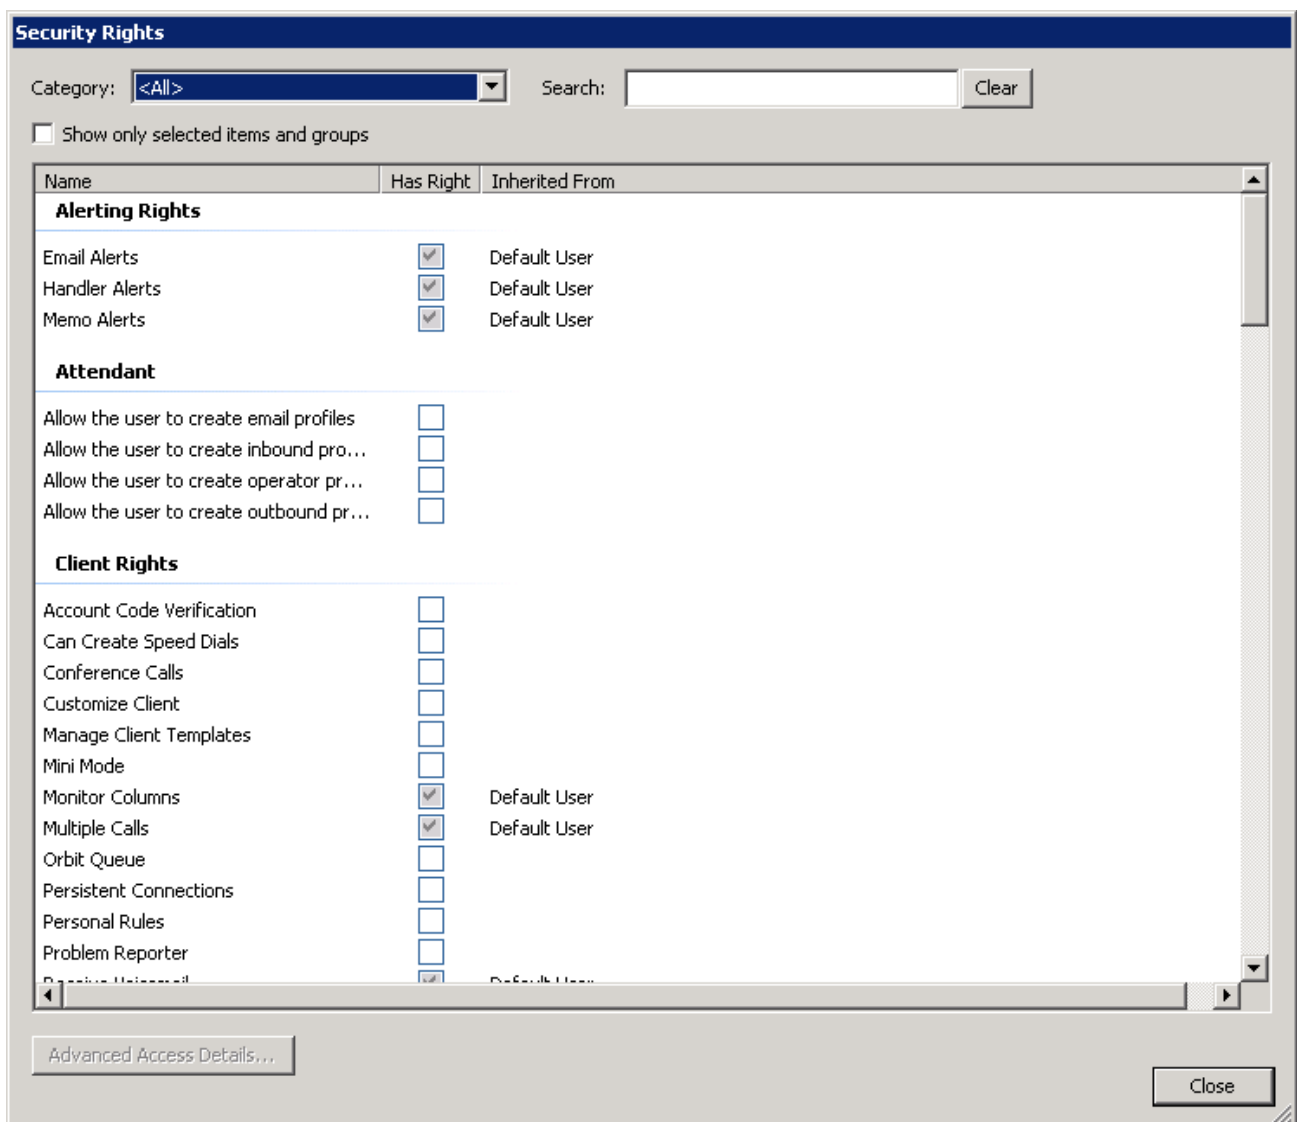 Security Rights
Category: <All> Search: Clear
Show only selected items and groups
Name Has Right Inherited From
Alerting Rights
Email Alerts Default User
Handler Alerts Default User
Memo Alerts Default User
Attendant
Allow the user to create email profiles
Allow the user to create inbound pro...
Allow the user to create operator pr...
Allow the user to create outbound pr...
Client Rights
Account Code Verification
Can Create Speed Dials
Conference Calls
Customize Client
Manage Client Templates
Mini Mode
Monitor Columns Default User
Multiple Calls Default User
Orbit Queue
Persistent Connections
Personal Rules
Problem Reporter
Receive Voicemail Default User
Advanced Access Details...
Close